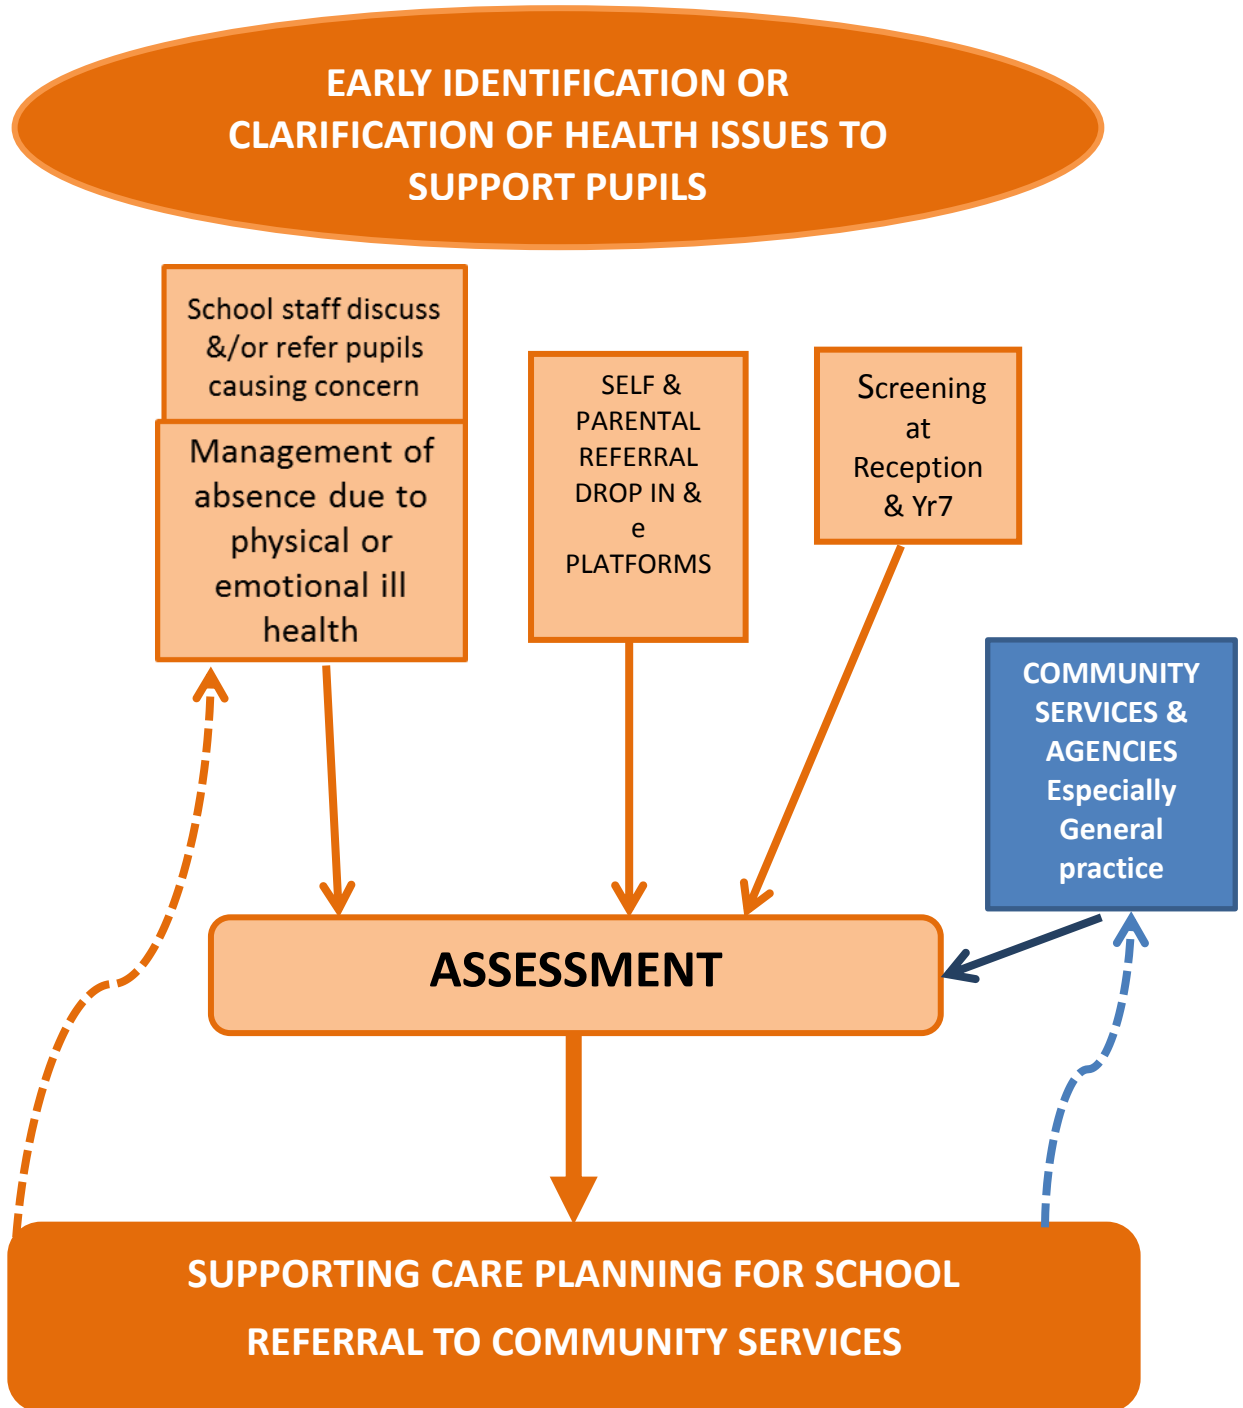 EARLY IDENTIFICATION OR
CLARIFICATION OF HEALTH ISSUES TO
SUPPORT PUPILS
School staff discuss
&/or refer pupils
causing concern
Management of
absence due to
physical or
emotional ill
health
SELF &
PARENTAL
REFERRAL
DROP IN &
e
PLATFORMS
Screening
at
Reception
& Yr7
COMMUNITY
SERVICES &
AGENCIES
Especially
General
practice
ASSESSMENT
SUPPORTING CARE PLANNING FOR SCHOOL
REFERRAL TO COMMUNITY SERVICES